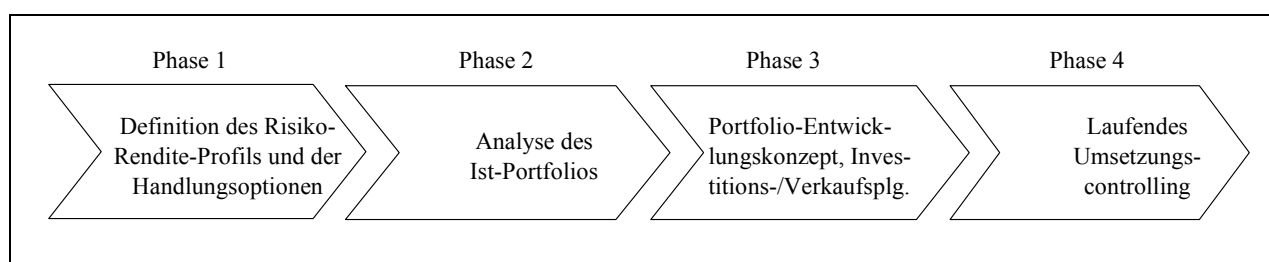 Phase 1
Phase 2
Phase 3
Phase 4
Definition des Risiko-
Rendite-Profils und der
Handlungsoptionen
Analyse des
Ist-Portfolios
Portfolio-Entwick-
lungskonzept, Inves-
titions-/Verkaufsplg.
Laufendes
Umsetzungs-
controlling